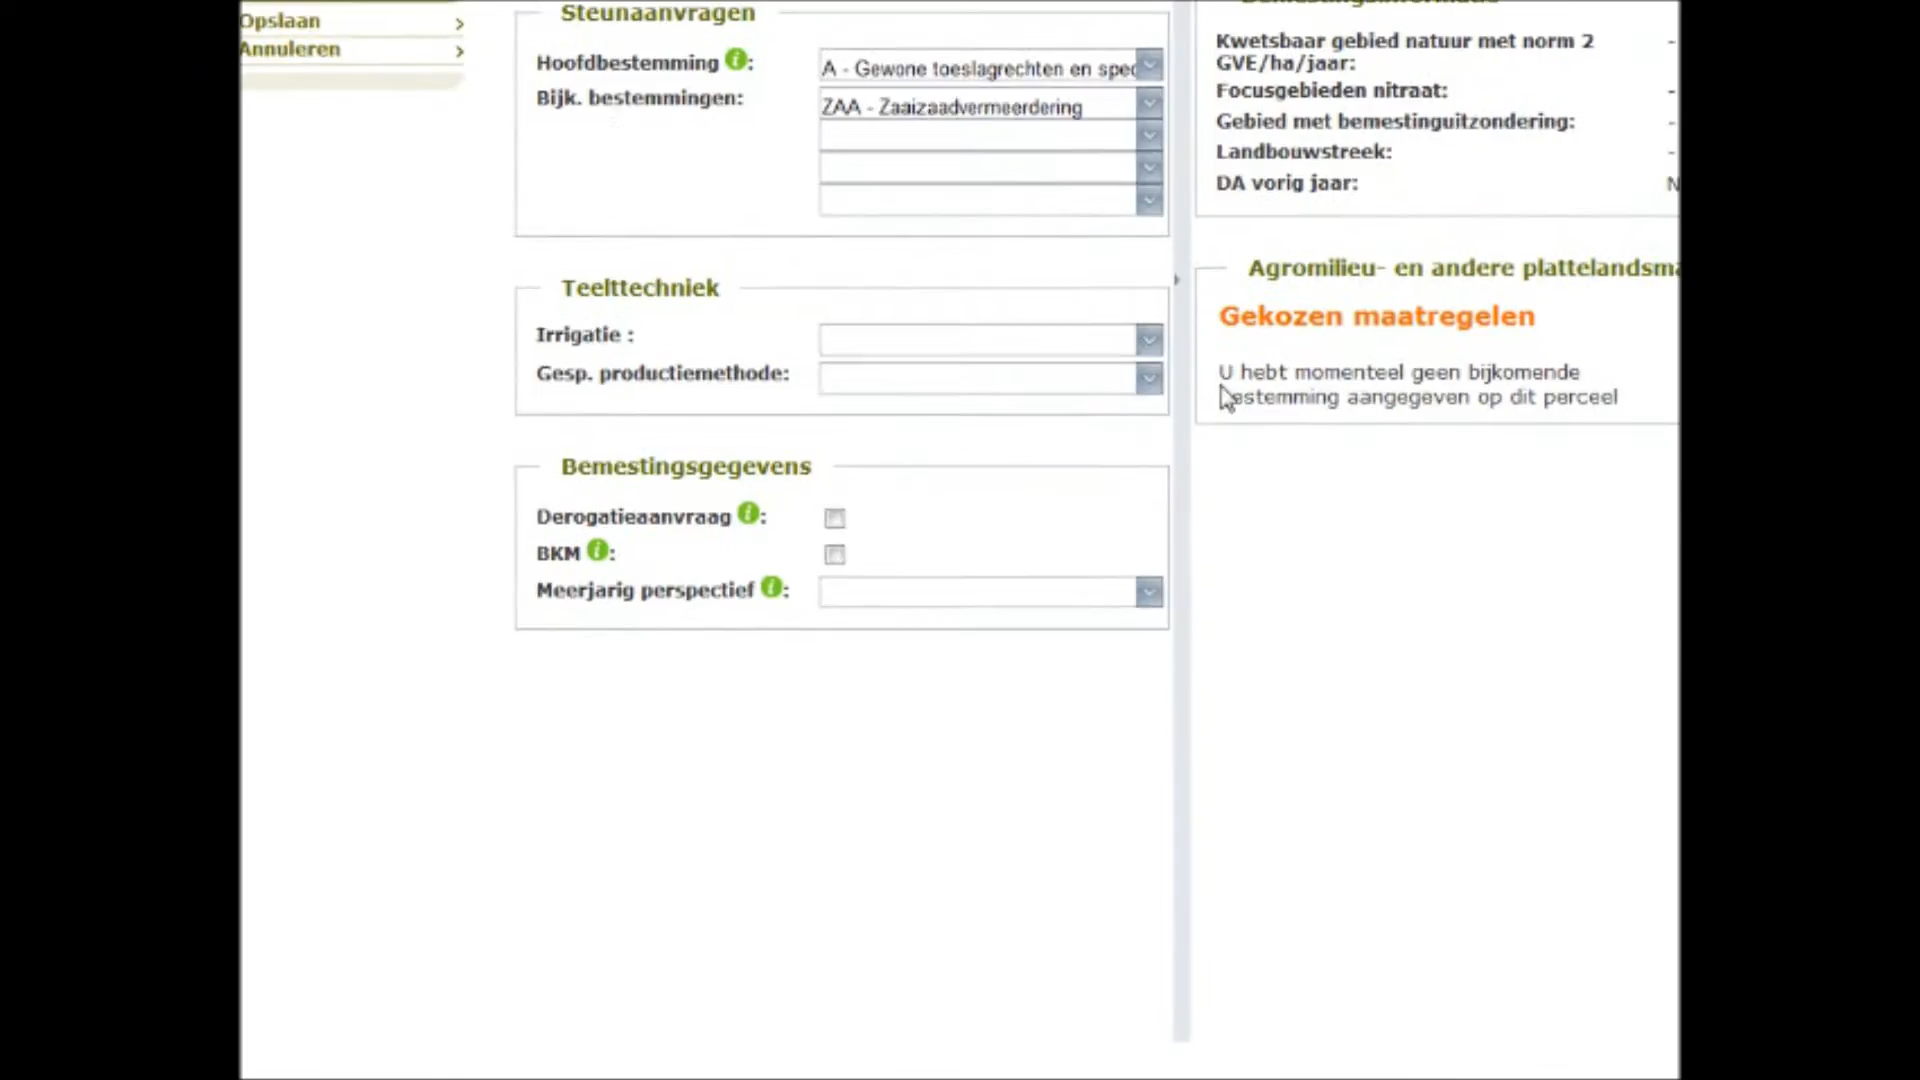 Opslaan
Annuleren
Steunaanvragen
Hoofdbestemming i:
A - Gewone toeslagrechten en spec
Bijk. bestemmingen:
ZAA - Zaaizaadvermeerdering
Teelttechniek
Irrigatie :
Gesp. productiemethode:
Bemestingsgegevens
Derogatieaanvraag i:
BKM i:
Meerjarig perspectief i:
Kwetsbaar gebied natuur met norm 2 -
GVE/ha/jaar:
Focusgebieden nitraat: -
Gebied met bemestinguitzondering: -
Landbouwstreek: -
DA vorig jaar: N
Agromilieu- en andere plattelandsma
Gekozen maatregelen
U hebt momenteel geen bijkomende
bestemming aangegeven op dit perceel